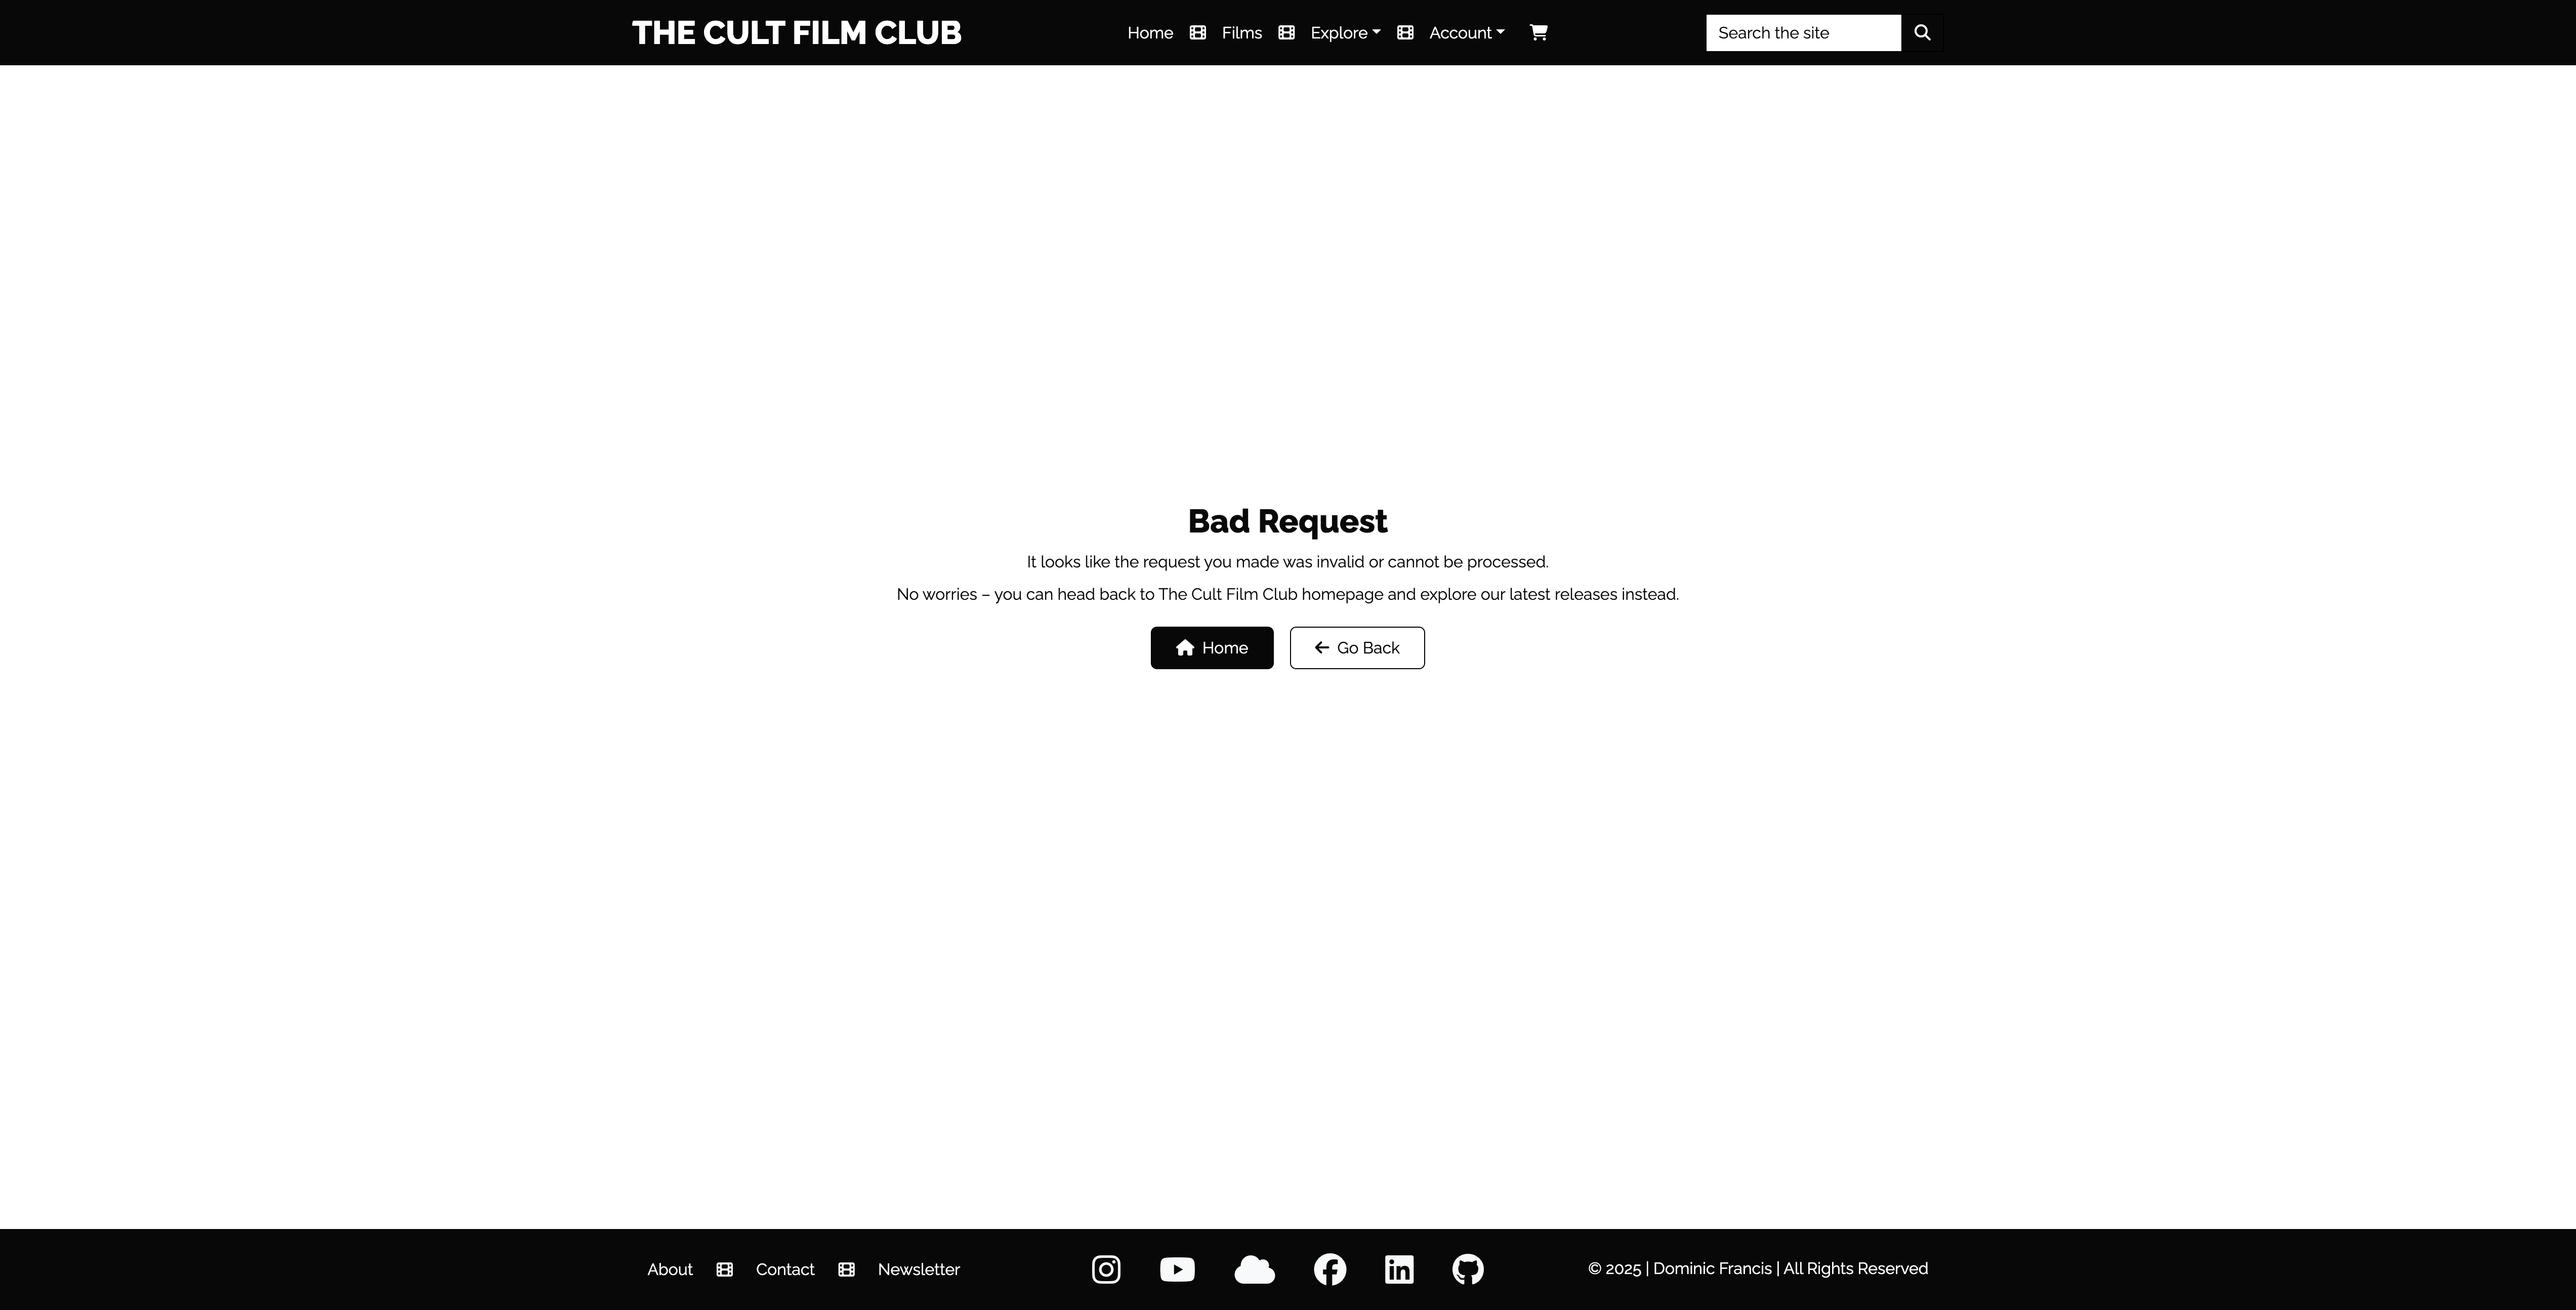 THE CULT FILM CLUB
Home Films Explore Account
Search the site
Bad Request
It looks like the request you made was invalid or cannot be processed.
No worries – you can head back to The Cult Film Club homepage and explore our latest releases instead.
Home
Go Back
About Contact Newsletter
© 2025 | Dominic Francis | All Rights Reserved